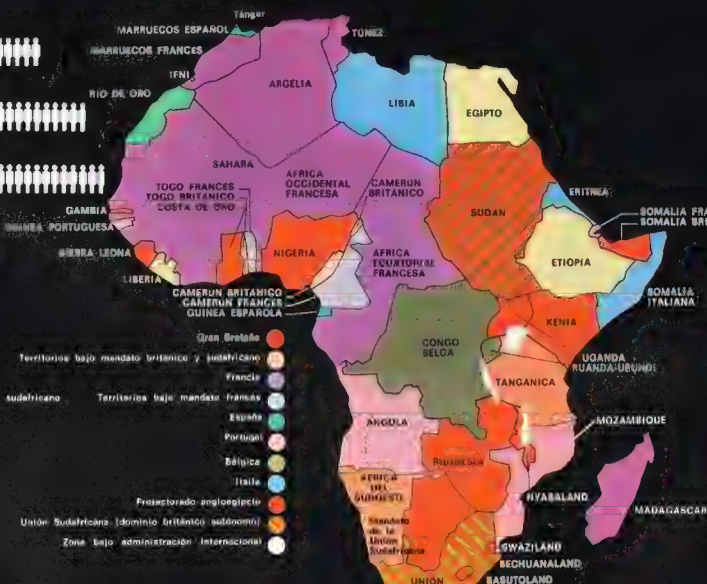 Tánger
MARRUECOS ESPAÑOL
MARRUECOS FRANCES
TÚNEZ
IFNI
RIO DE ORO
ARGELIA
LIBIA
EGIPTO
SAHARA
TOGO FRANCES
TOGO BRITANICO
COSTA DE ORO
AFRICA
OCCIDENTAL
FRANCESA
CAMERUN
BRITANICO
ERITREA
GAMBIA
GUINEA PORTUGUESA
SUDAN
SOMALIA FRA
SOMALIA BRI
SIERRA LEONA
NIGERIA
AFRICA
ECUATORIAL
FRANCESA
ETIOPIA
LIBERIA
CAMERUN BRITANICO
CAMERUN FRANCES
GUINEA ESPAÑOLA
SOMALIA
ITALIANA
CONGO
BELGA
KENIA
UGANDA
RUANDA-URUNDI
TANGANICA
ANGOLA
MOZAMBIQUE
RHODESIA
AFRICA
DEL
SUDOESTE
NYASALAND
MADAGASCAR
Mandato
de la
Unión
Sudafricana
SWAZILAND
BECHUANALAND
BASUTOLAND
UNION
Gran Bretaña
Territorios bajo mandato británico y sudafricano
Francia
sudafricano Territorios bajo mandato francés
España
Portugal
Bélgica
Italia
Protectorado angloegipcio
Unión Sudafricana (dominio británico autónomo)
Zona bajo administración internacional